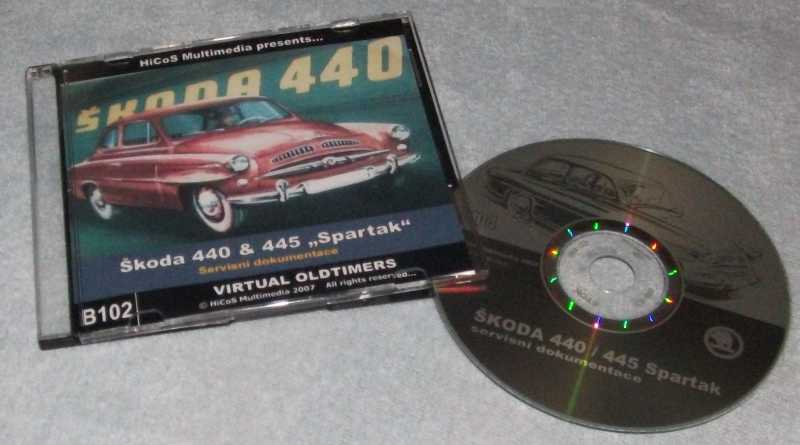 HiCoS Multimedia presents...
ŠKODA 440
Škoda 440 & 445 „Spartak“
Servisní dokumentace
VIRTUAL OLDTIMERS
© HiCoS Multimedia 2007 All rights reserved...
B102
ŠKODA 440 / 445 Spartak
servisní dokumentace